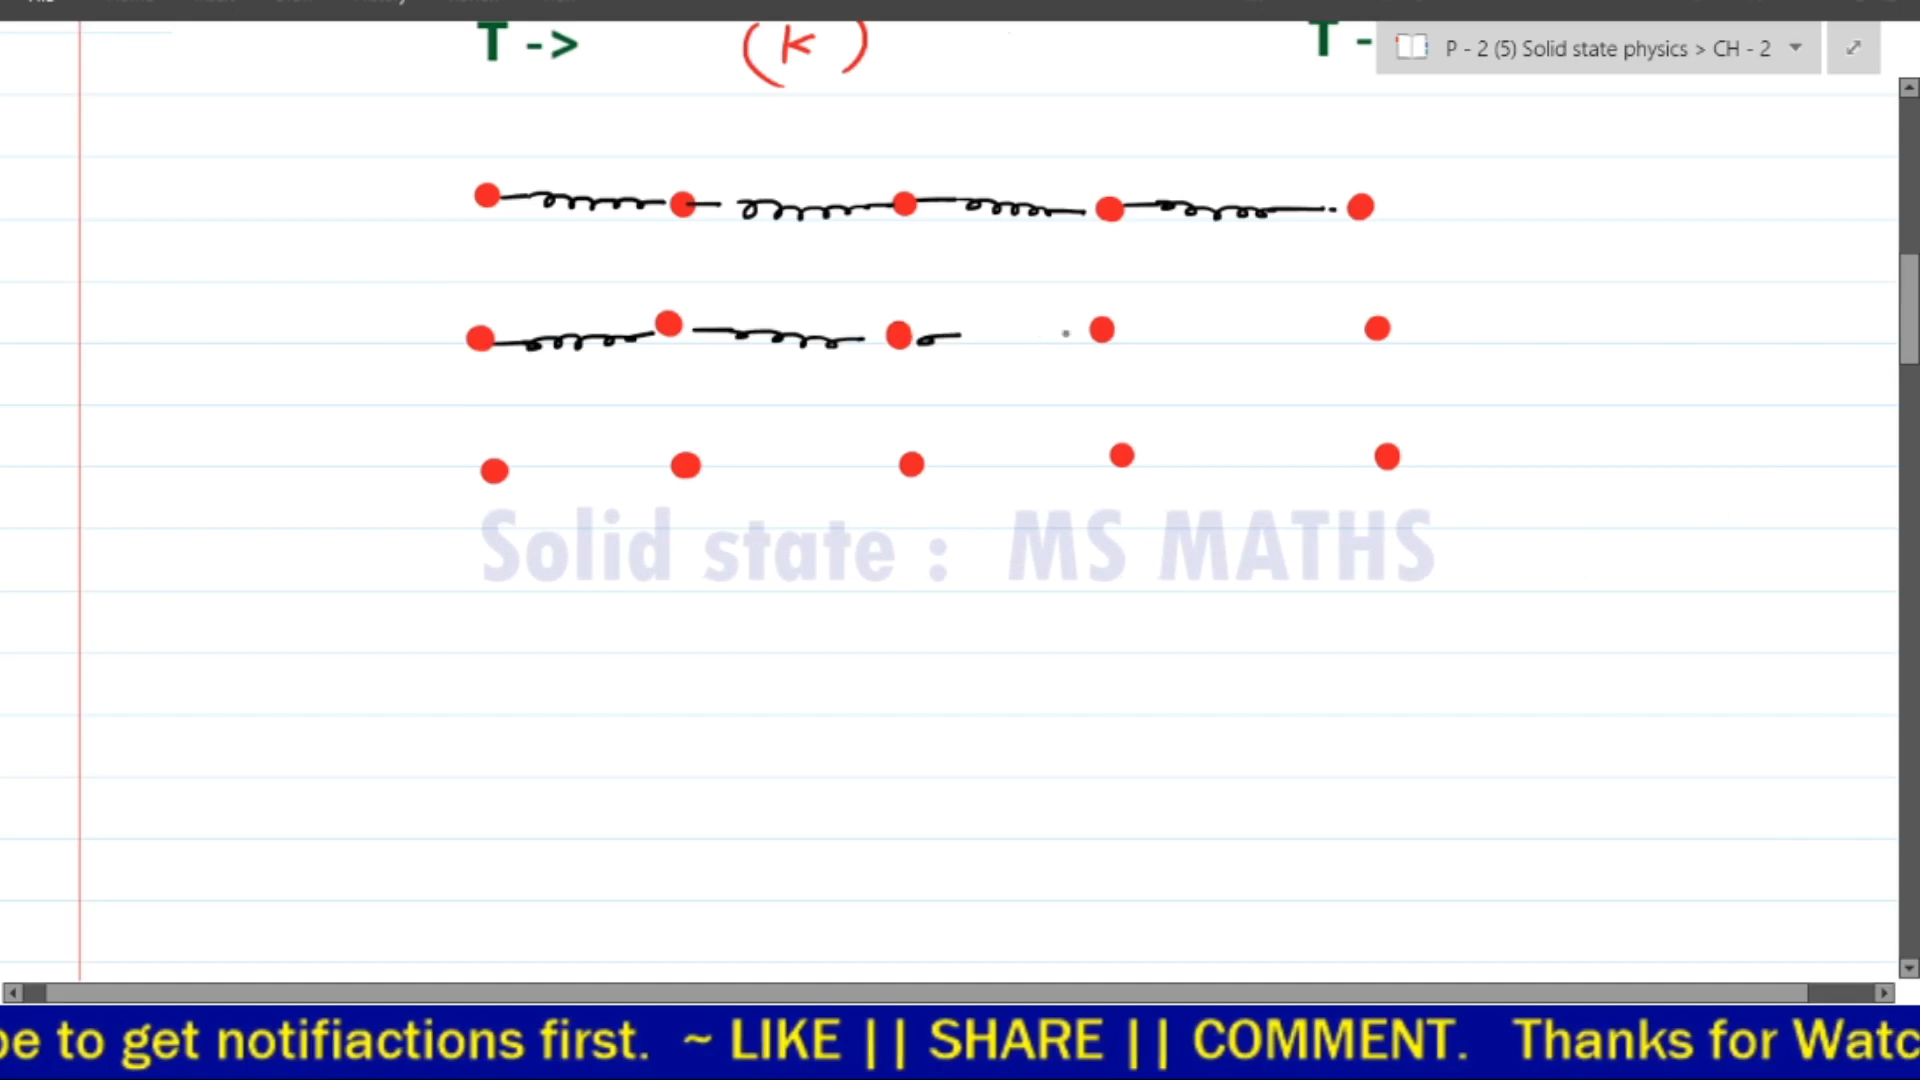 T -> (K) T -
P - 2 (5) Solid state physics > CH - 2
Solid state : MS MATHS
be to get notifiactions first. ~ LIKE || SHARE || COMMENT. Thanks for Watc